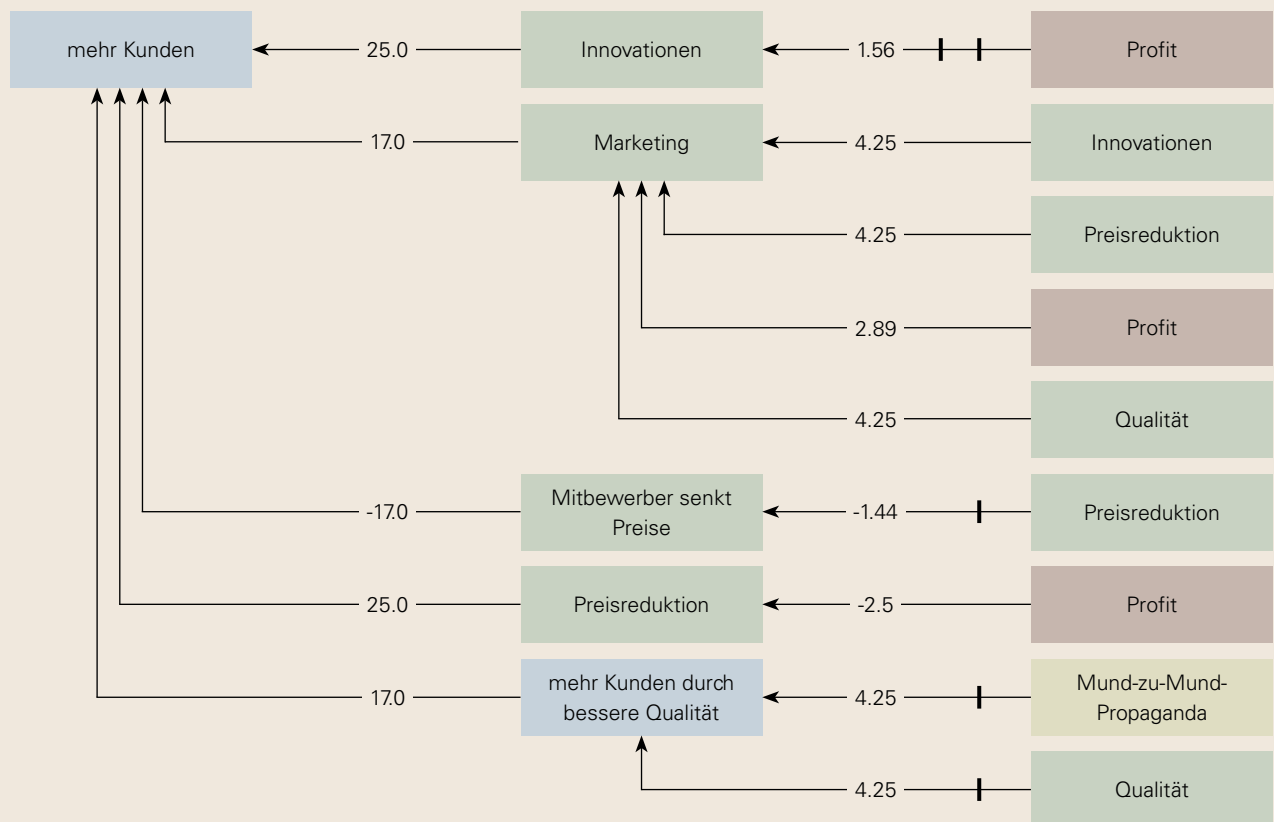 mehr Kunden
25.0
Innovationen
1.56
Profit
17.0
Marketing
4.25
Innovationen
4.25
Preisreduktion
2.89
Profit
4.25
Qualität
-17.0
Mitbewerber senkt
Preise
-1.44
Preisreduktion
25.0
Preisreduktion
-2.5
Profit
17.0
mehr Kunden durch
bessere Qualität
4.25
Mund-zu-Mund-
Propaganda
4.25
Qualität